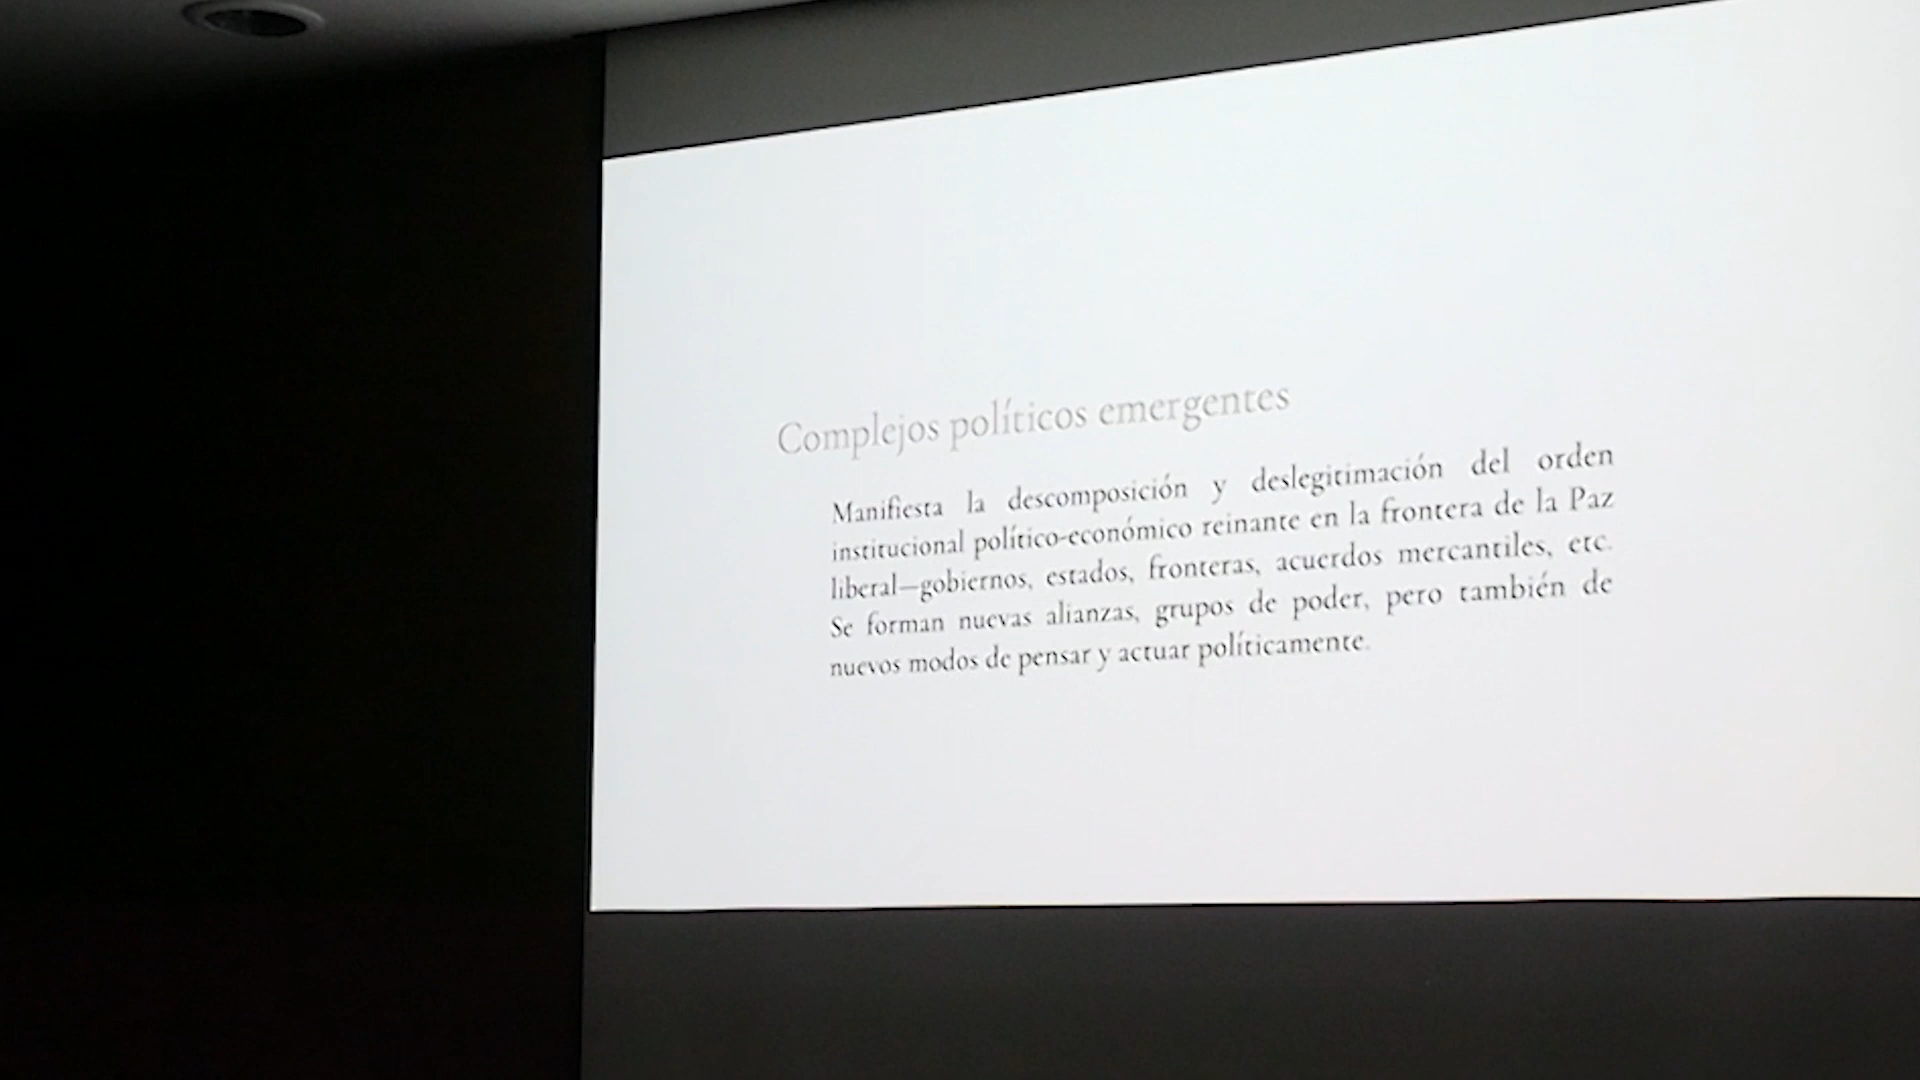 Complejos políticos emergentes
Manifiesta la descomposición y deslegitimación del orden
institucional político-económico reinante en la frontera de la Paz
liberal—gobiernos, estados, fronteras, acuerdos mercantiles, etc.
Se forman nuevas alianzas, grupos de poder, pero también de
nuevos modos de pensar y actuar políticamente.